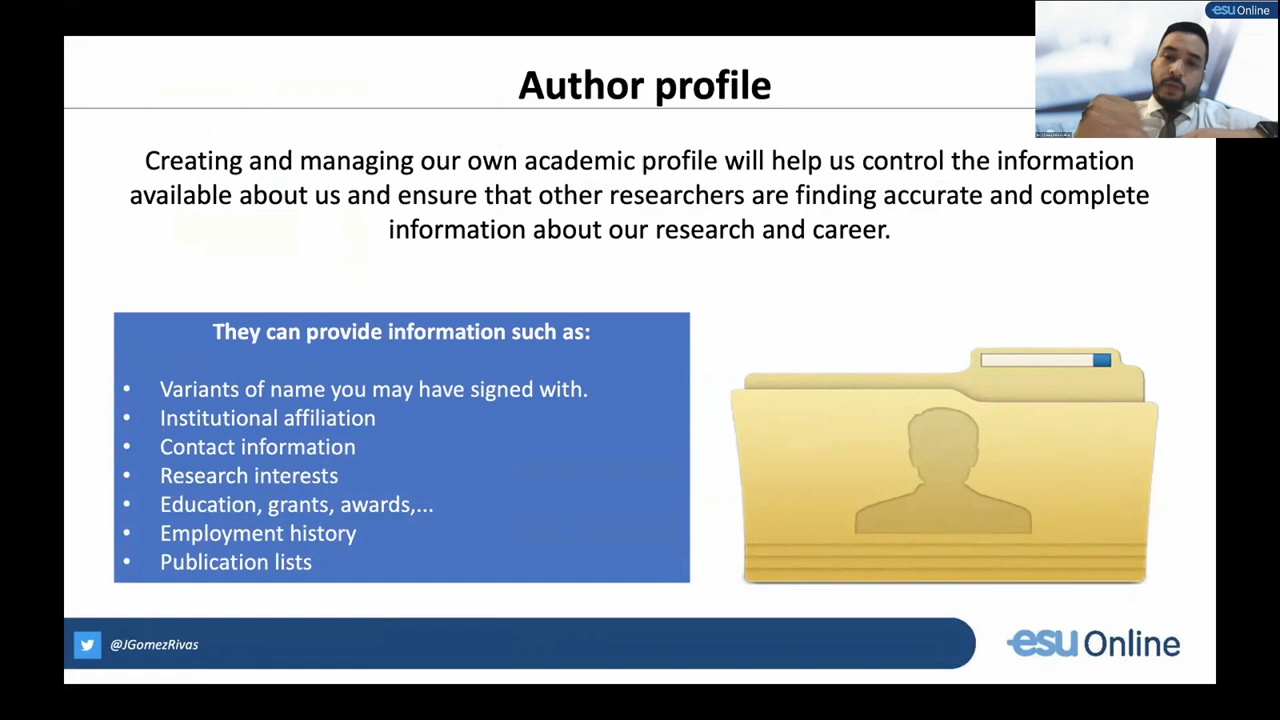 esu Online
Author profile
Creating and managing our own academic profile will help us control the information
available about us and ensure that other researchers are finding accurate and complete
information about our research and career.
They can provide information such as:
• Variants of name you may have signed with.
• Institutional affiliation
• Contact information
• Research interests
• Education, grants, awards,...
• Employment history
• Publication lists
@JGomezRivas
esu Online